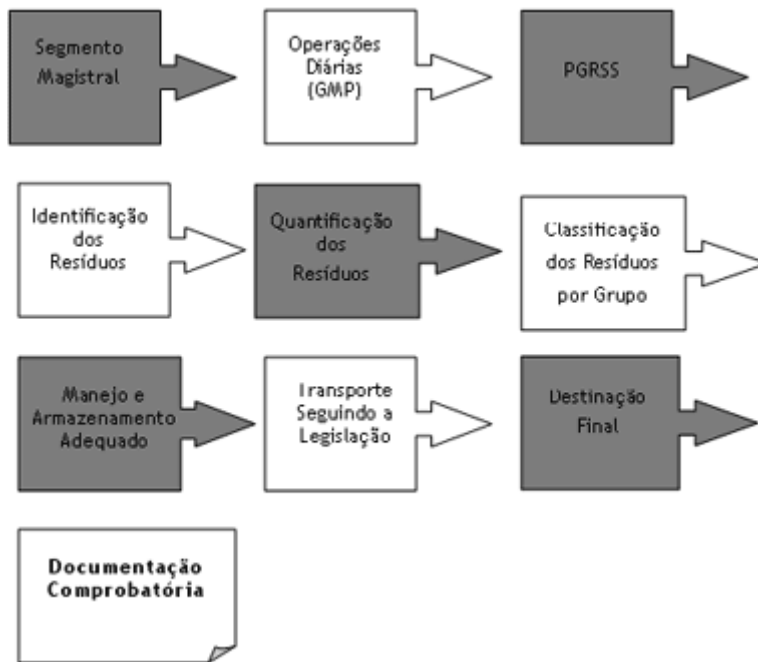 Segmento
Magistral
Operações
Diárias
(GMP)
PGRSS
Identificação
dos
Resíduos
Quantificação
dos
Resíduos
Classificação
dos Resíduos
por Grupo
Manejo e
Armazenamento
Adequado
Transporte
Seguindo a
Legislação
Destinação
Final
Documentação
Comprobatória